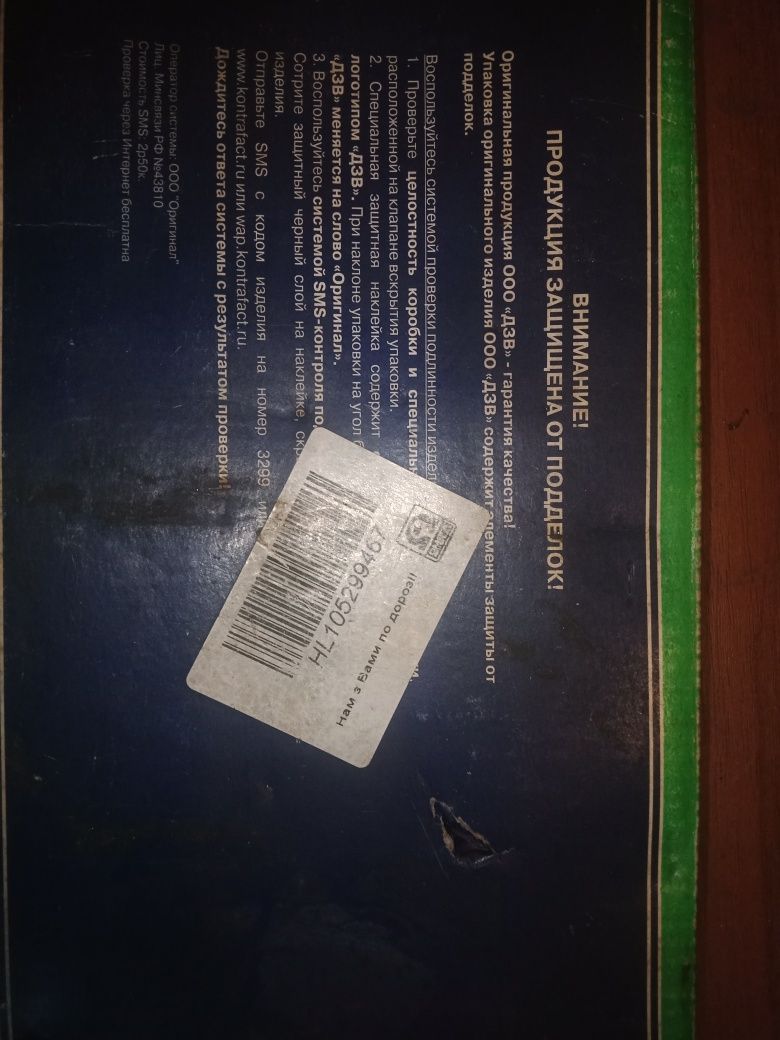 ВНИМАНИЕ!
ПРОДУКЦИЯ ЗАЩИЩЕНА ОТ ПОДДЕЛОК!
Оригинальная продукция ООО «ДЗВ» - гарантия качества!
Упаковка оригинального изделия ООО «ДЗВ» содержит элементы защиты от
подделок.
Воспользуйтесь системой проверки подлинности
1. Проверьте целостность коробки и
расположенной на клапане вскрытия упаковки.
2. Специальная защитная наклейка содержит
логотипом «ДЗВ». При наклоне упаковки на угол
«ДЗВ» меняется на слово «Оригинал».
3. Воспользуйтесь системой SMS-контроля
Сотрите защитный черный слой на наклейке,
изделия.
Отправьте SMS с кодом изделия на номер 3299 или
www.kontrafact.ru или wap.kontrafact.ru.
Дождитесь ответа системы с результатом проверки!
Оператор системы: ООО "Оригинал"
Лиц. Минсвязи РФ №43810
Стоимость SMS: 2р50к.
Проверка через Интернет бесплатна
HL105299467
Нам з Вами по дорозі!